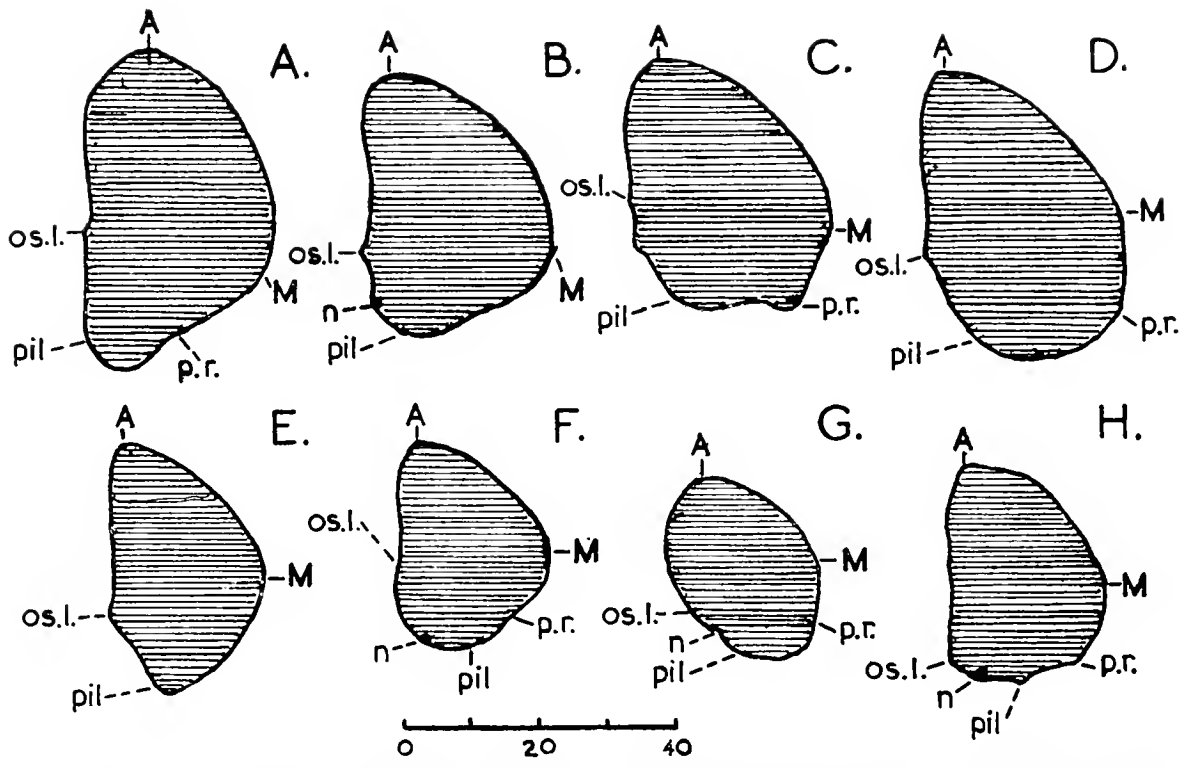 A A. A B. A C. A D.
os.l. M pil p.r.
os.l. n pil M
os.l. M pil p.r.
os.l. M pil p.r.
A E. A F. A G. A H.
M os.l. pil
os.l. M p.r. n pil
M os.l. n p.r. pil
M os.l. n p.r. pil
0 20 40